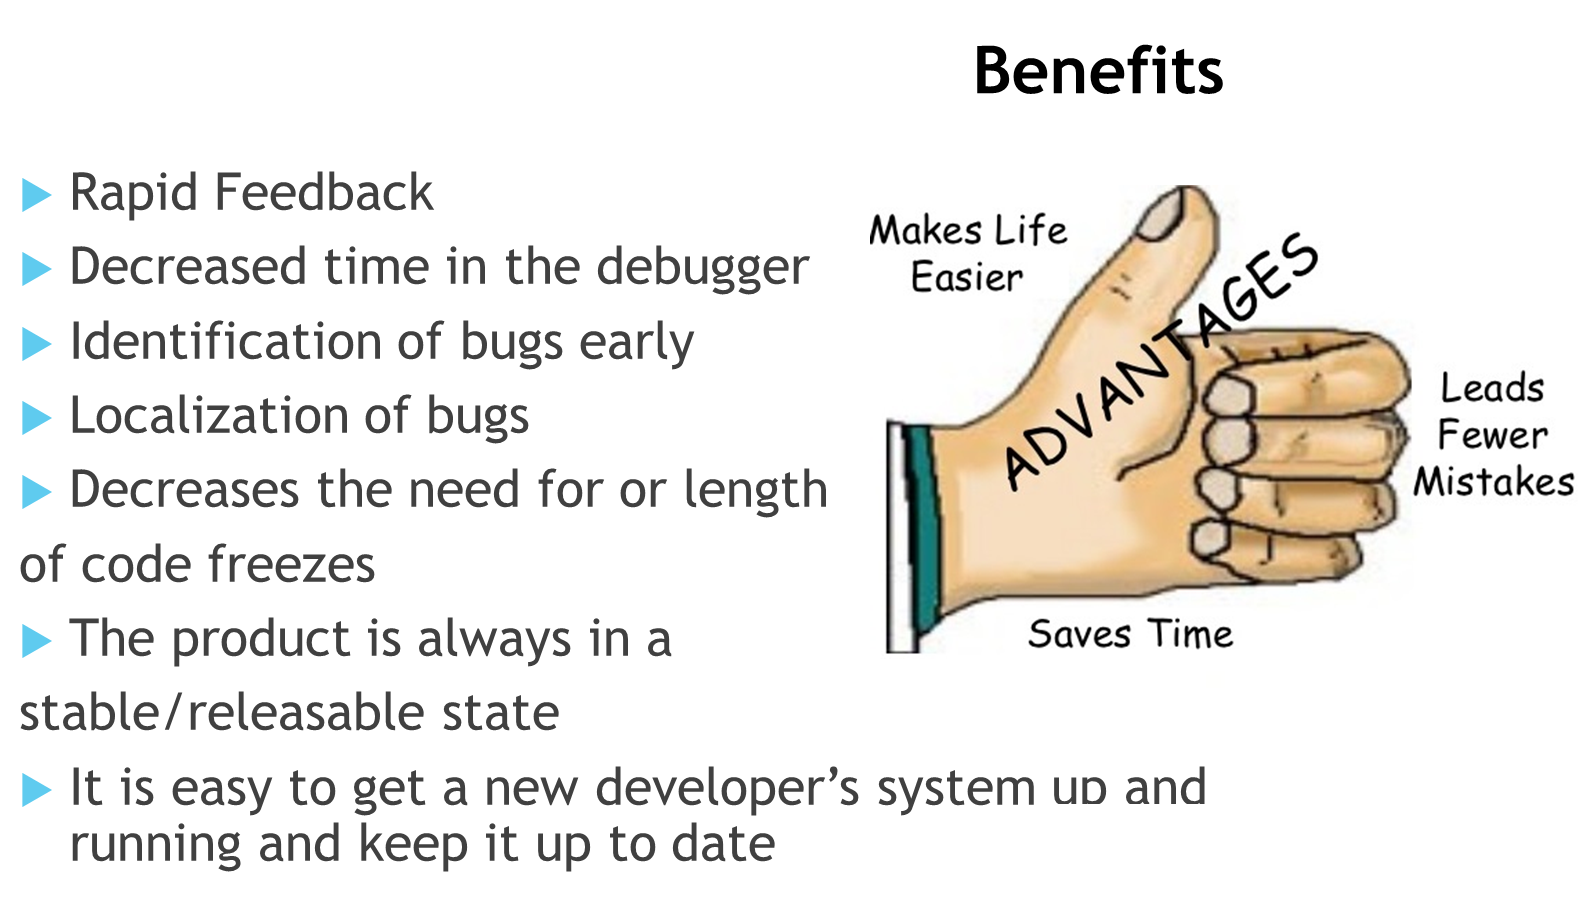 Benefits
Rapid Feedback
Decreased time in the debugger
Identification of bugs early
Localization of bugs
Decreases the need for or length
of code freezes
The product is always in a
stable/releasable state
It is easy to get a new developer’s system up and
running and keep it up to date
Makes Life
Easier
ADVANTAGES
Leads
Fewer
Mistakes
Saves Time